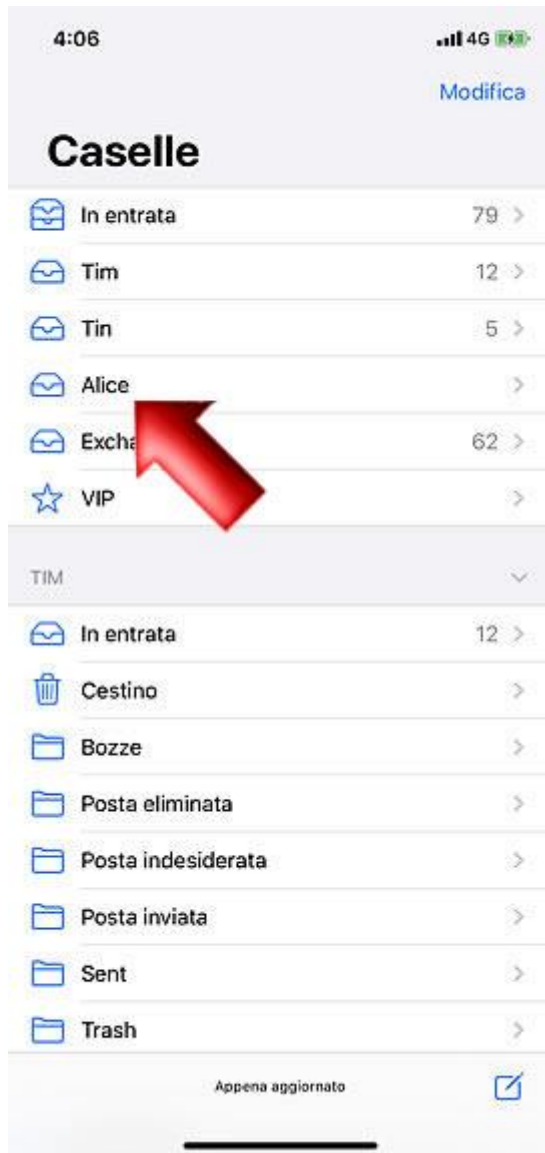 4:06 4G
Modifica
Caselle
In entrata 79
Tim 12
Tin 5
Alice
62
VIP
TIM
In entrata 12
Cestino
Bozze
Posta eliminata
Posta indesiderata
Posta inviata
Sent
Trash
Appena aggiornato